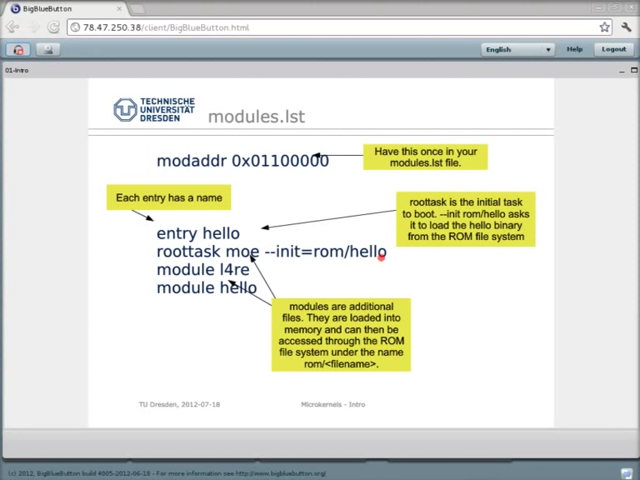 BigBlueButton
78.47.250.38/client/BigBlueButton.html
English
Help
Logout
01-Intro
TECHNISCHE
UNIVERSITÄT
DRESDEN
modules.lst
modaddr 0x01100000
Have this once in your
modules.lst file.
Each entry has a name
roottask is the initial task
to boot. --init rom/hello asks
it to load the hello binary
from the ROM file system
entry hello
roottask moe --init=rom/hello
module l4re
module hello
modules are additional
files. They are loaded into
memory and can then be
accessed through the ROM
file system under the name
rom/<filename>.
TU Dresden, 2012-07-18
Microkernels - Intro
(c) 2012, BigBlueButton build 4005-2012-06-18 - For more information see http://www.bigbluebutton.org/